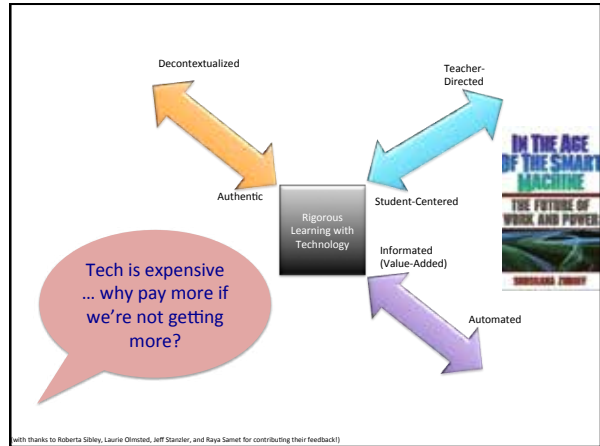 Decontextualized
Teacher-
Directed
IN THE AGE
OF THE SMART
MACHINE
THE FUTURE OF
WORK AND POWER
SHOSHANA ZUBOFF
Authentic
Rigorous
Learning with
Technology
Student-Centered
Informated
(Value-Added)
Tech is expensive
... why pay more if
we're not getting
more?
Automated
(with thanks to Roberta Sibley, Laurie Olmsted, Jeff Stanzler, and Raya Samet for contributing their feedback!)